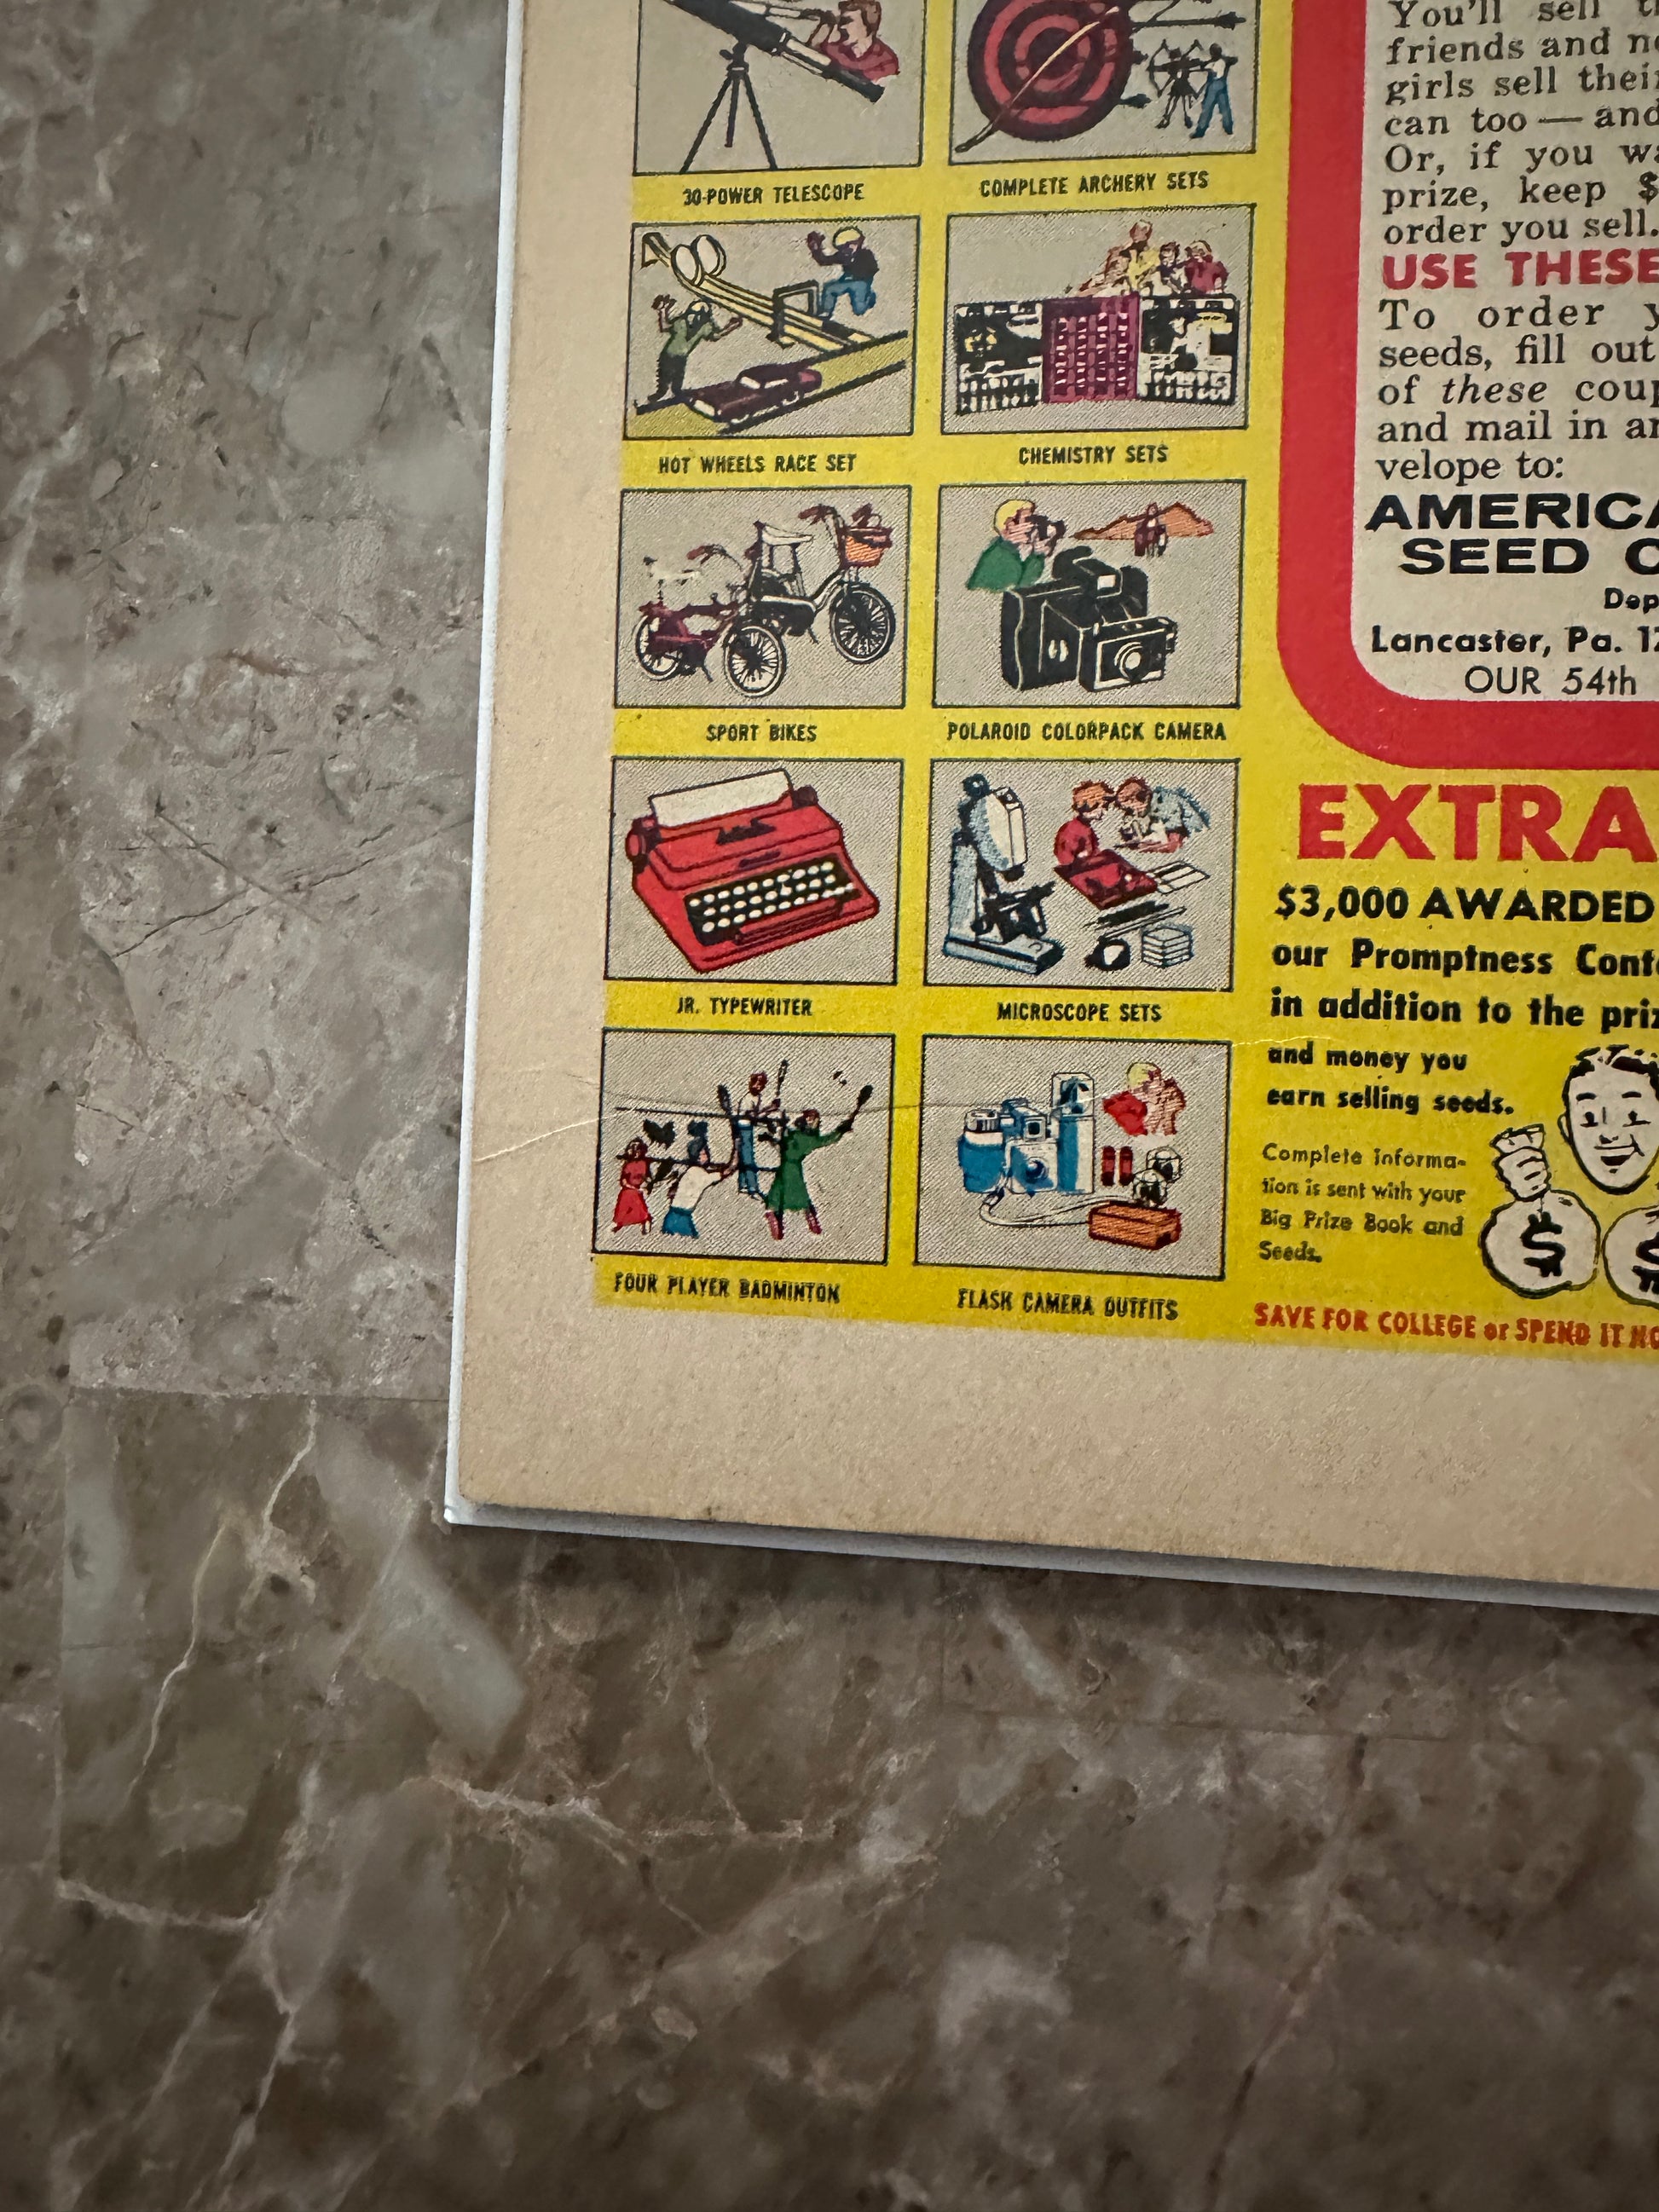 30-POWER TELESCOPE
COMPLETE ARCHERY SETS
HOT WHEELS RACE SET
CHEMISTRY SETS
SPORT BIKES
POLAROID COLORPACK CAMERA
JR. TYPEWRITER
MICROSCOPE SETS
FOUR PLAYER BADMINTON
FLASK CAMERA OUTFITS
You'll sell
friends and
girls sell
can too — and
Or, if you
prize, keep $
order you sell.
USE THESE
To order
seeds, fill out
of these
and mail in
velope to:
SEED
Lancaster, Pa. 17
OUR 54th
EXTRA
$3,000 AWARDED
our Promptness
in addition to the
and money you
earn selling seeds.
Complete informa-
tion is sent with your
Big Prize Book and
Seeds.
$
SAVE FOR COLLEGE or SPEND IT